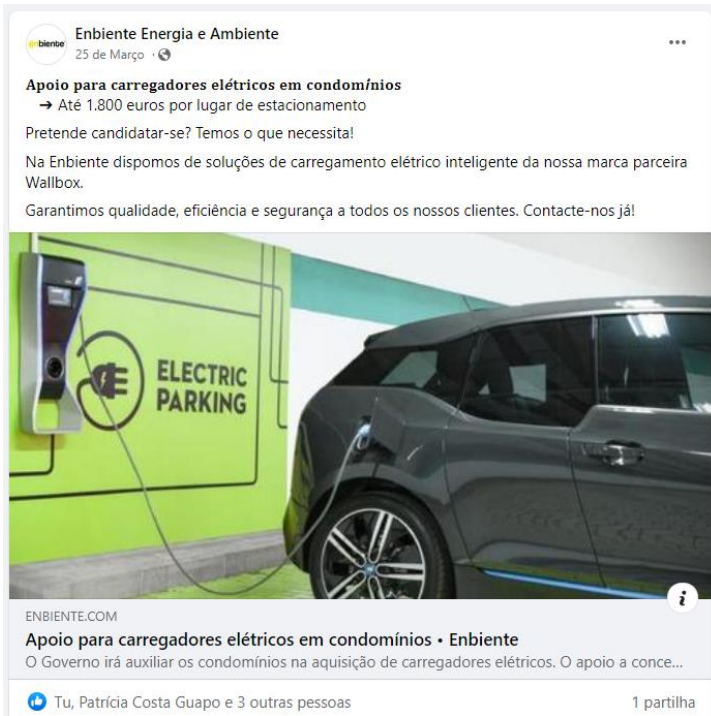 enbiente
Enbiente Energia e Ambiente
25 de Março ·
Apoio para carregadores elétricos em condomínios
➔ Até 1.800 euros por lugar de estacionamento
Pretende candidatar-se? Temos o que necessita!
Na Enbiente dispomos de soluções de carregamento elétrico inteligente da nossa marca parceira
Wallbox.
Garantimos qualidade, eficiência e segurança a todos os nossos clientes. Contacte-nos já!
ELECTRIC
PARKING
ENBIENTE.COM
Apoio para carregadores elétricos em condomínios • Enbiente
O Governo irá auxiliar os condomínios na aquisição de carregadores elétricos. O apoio a conce...
Tu, Patrícia Costa Guapo e 3 outras pessoas
1 partilha